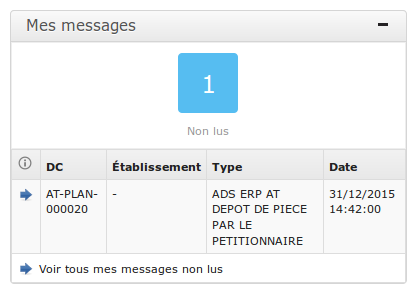 Mes messages
1
Non lus
DC Établissement Type Date
AT-PLAN-000020 - ADS ERP AT DEPOT DE PIECE PAR LE PETITIONNAIRE 31/12/2015 14:42:00
Voir tous mes messages non lus